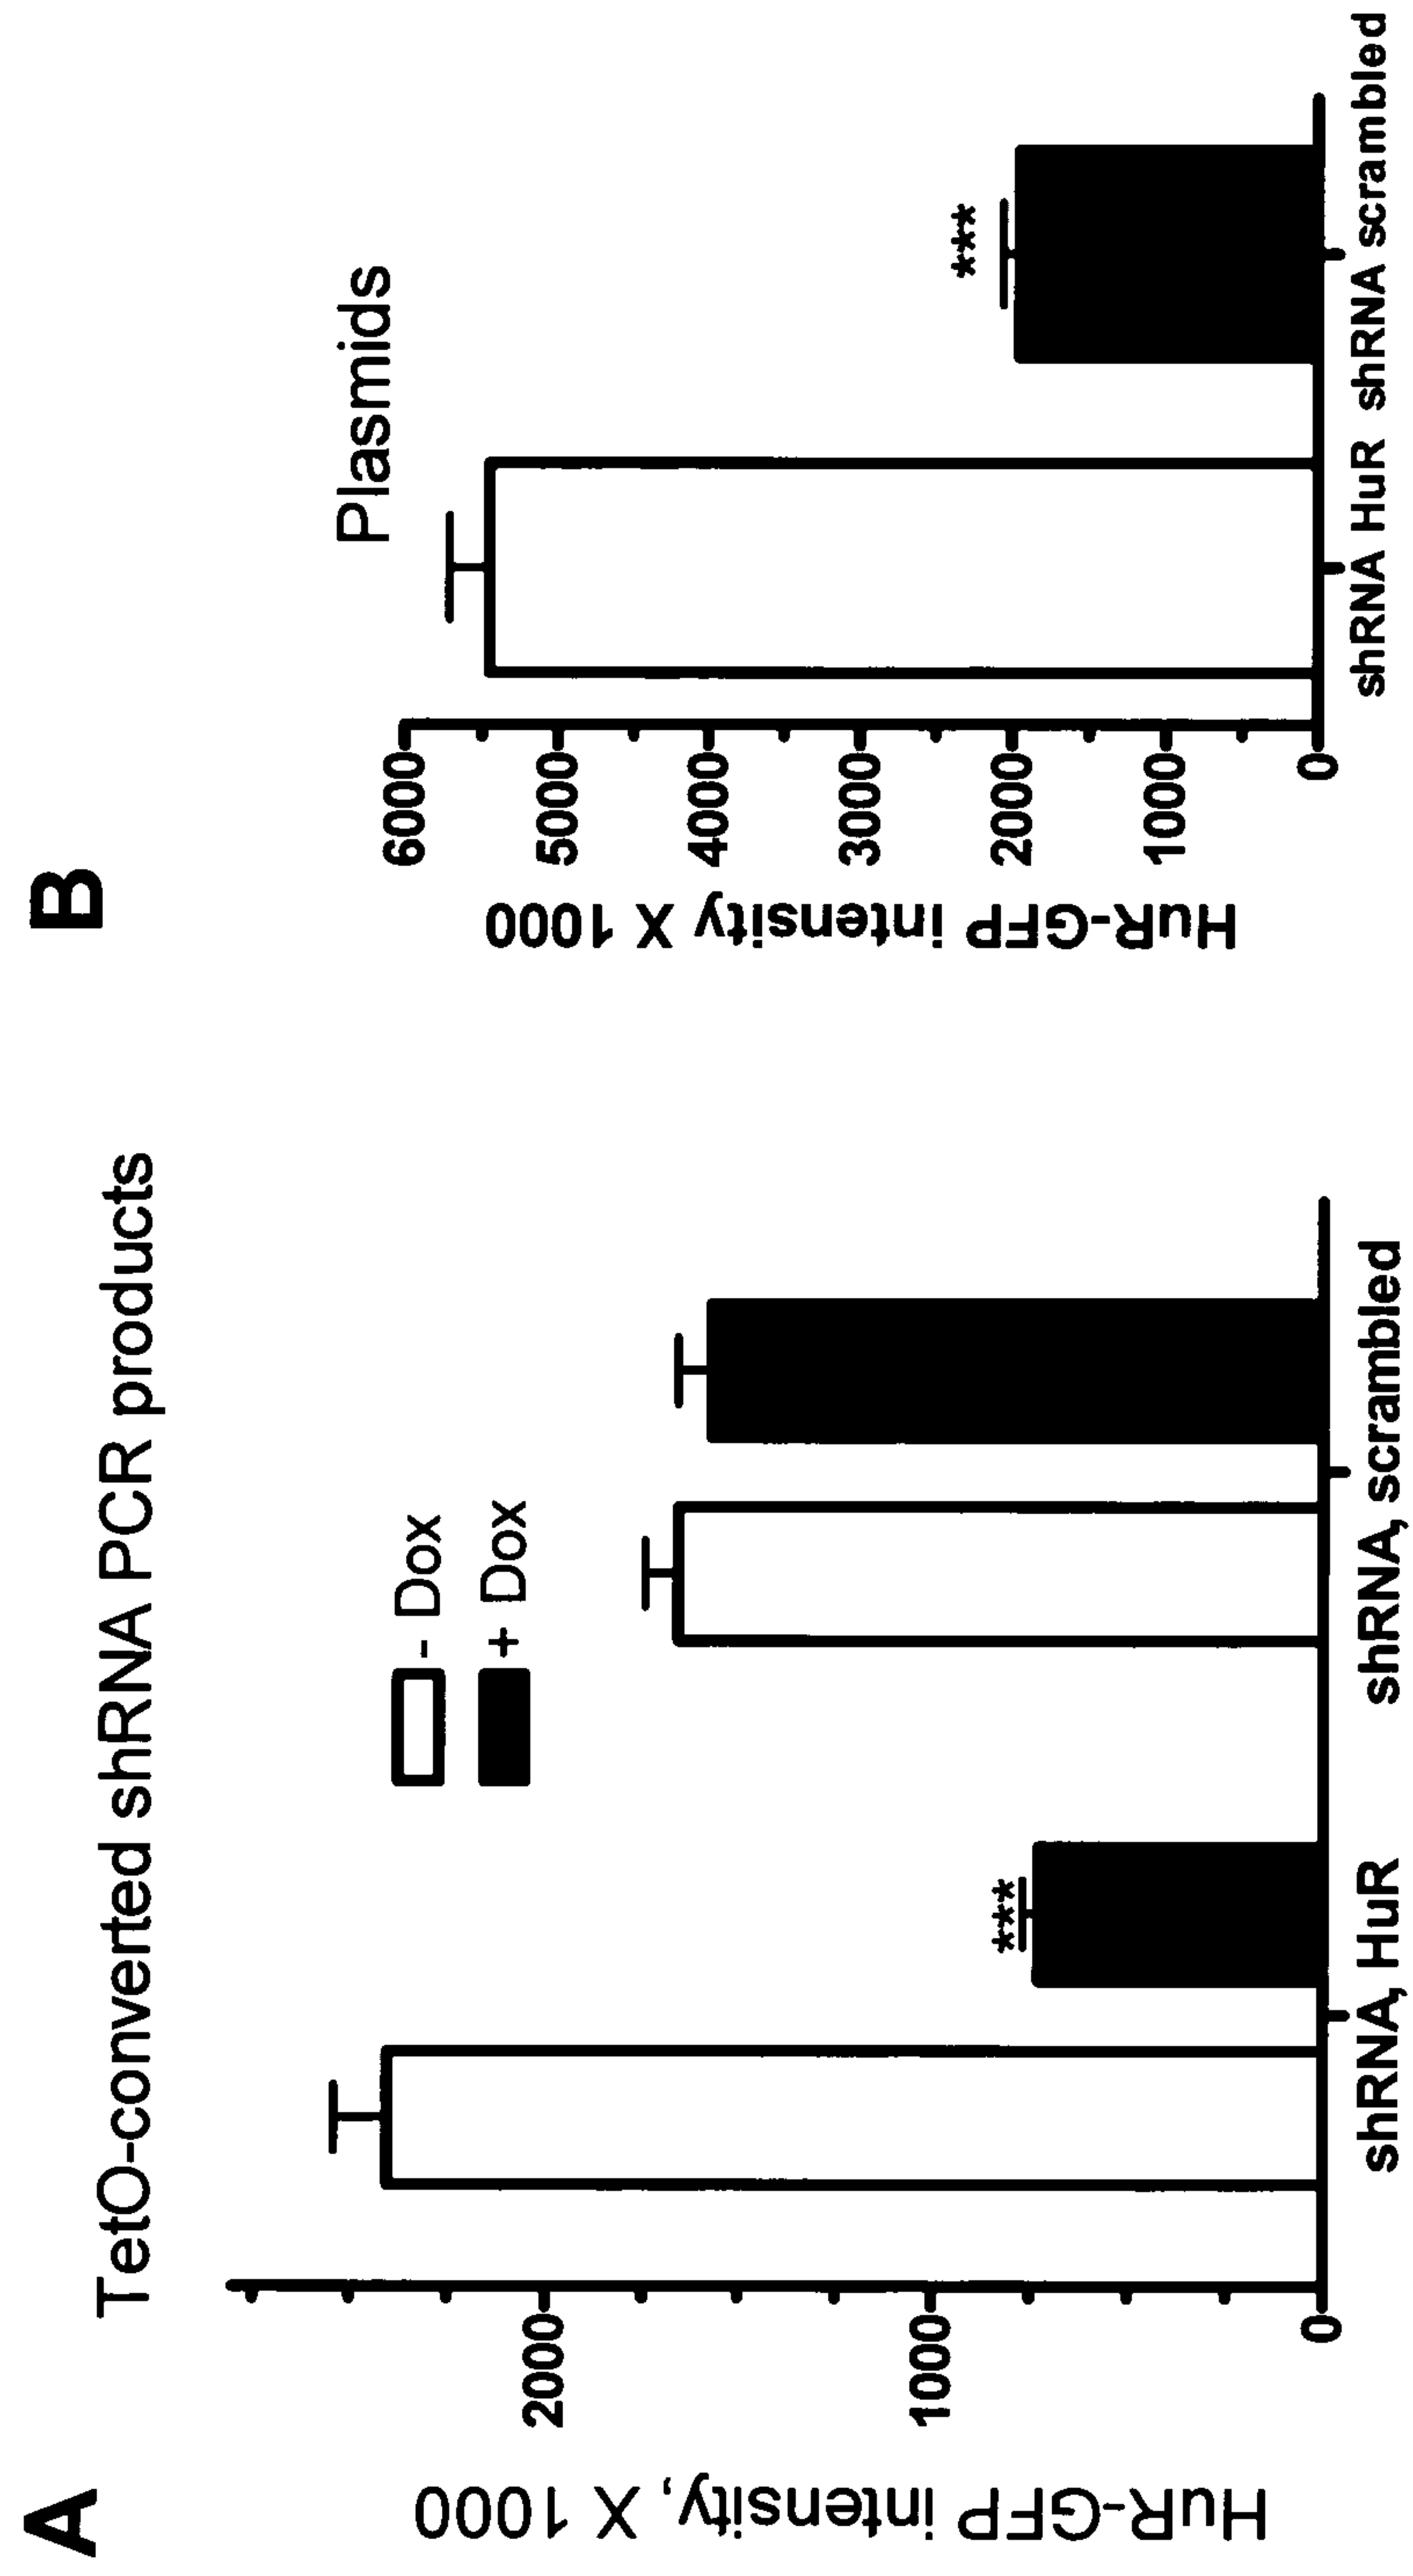 A
TetO-converted shRNA PCR products
- Dox
+ Dox
***
HuR-GFP intensity, X 1000
2000
1000
0
shRNA, HuR
shRNA, scrambled
B
Plasmids
***
HuR-GFP intensity X 1000
6000
5000
4000
3000
2000
1000
0
shRNA HuR
shRNA scrambled